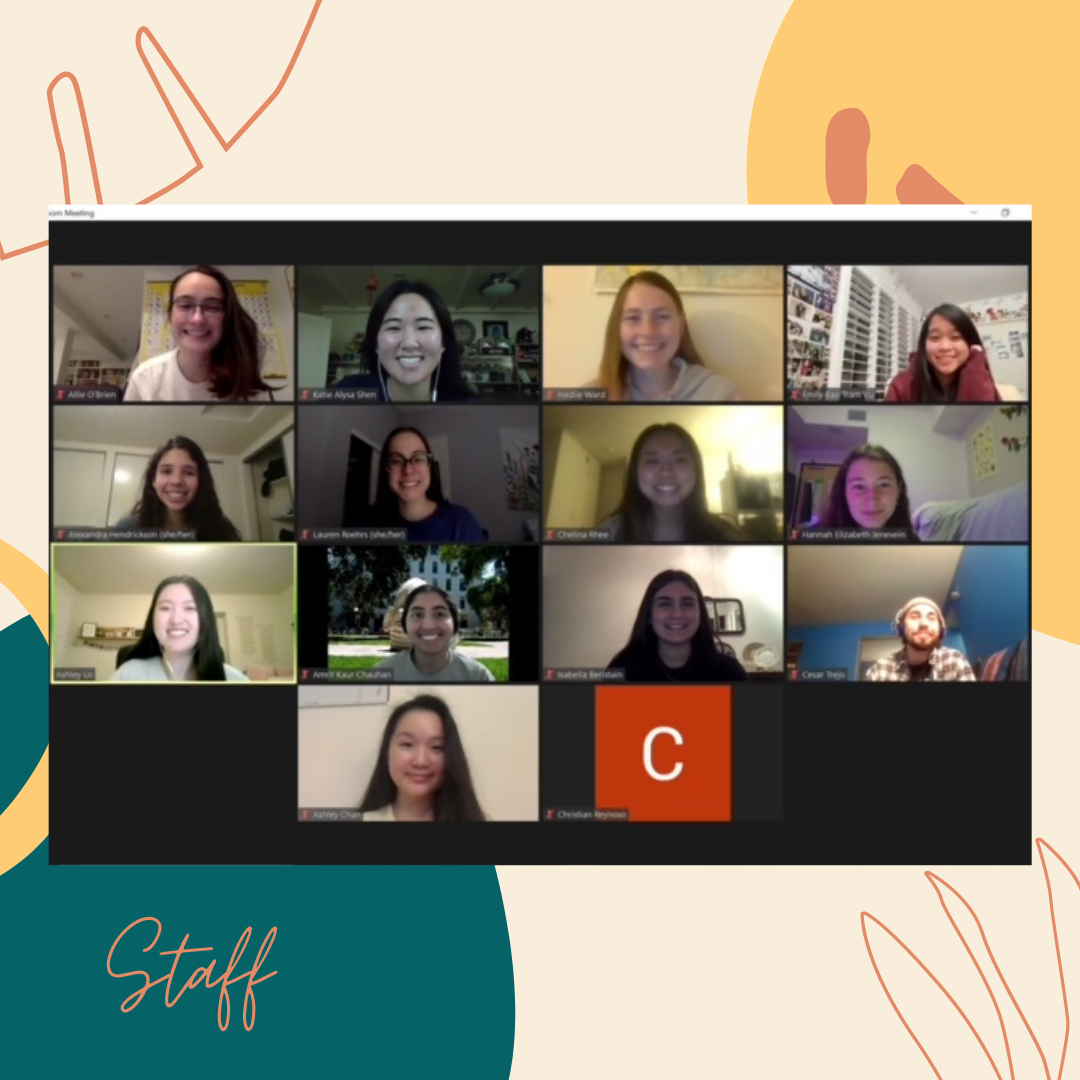 om Meeting
Allie O'Brien
Katie Alysa Shen
Hadlie Ward
Emily Bao Tram Vu
Alexandra Hendrickson (she/her)
Lauren Roehrs (she/her)
Chelina Rhee
Hannah Elizabeth Jenevein
Ashley Lo
Amrit Kaur Chauhan
Isabella Beristain
Cesar Trejo
Ashley Chan
C
Christian Reynoso
Staff